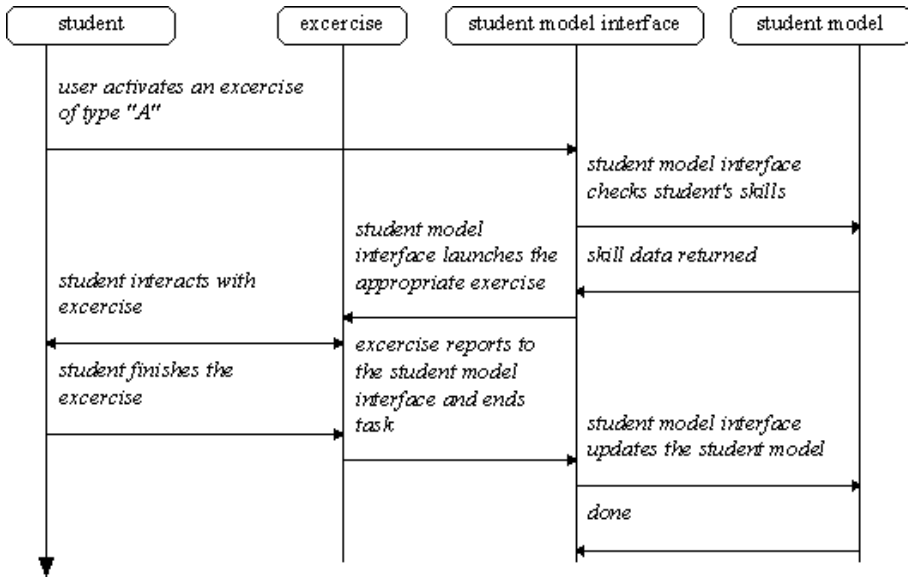 student
excercise
student model interface
student model
user activates an excercise
of type "A"
student model interface
checks student's skills
student model
interface launches the
appropriate exercise
skill data returned
student interacts with
excercise
excercise reports to
the student model
interface and ends
task
student finishes the
excercise
student model interface
updates the student model
done